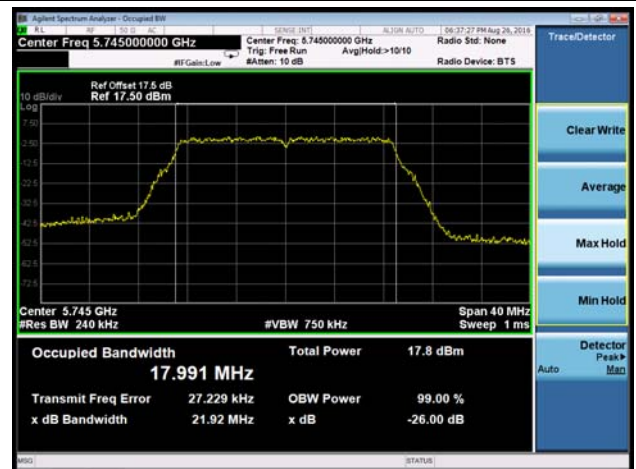 Agilent Spectrum Analyzer - Occupied BW
RL RF 50 Ω AC SENSE:INT ALIGN AUTO 06:37:27 PM Aug 26, 2016
Center Freq 5.745000000 GHz
Center Freq: 5.745000000 GHz
Radio Std: None
Trig: Free Run Avg|Hold:>10/10
#IFGain:Low #Atten: 10 dB Radio Device: BTS
Trace/Detector
Ref Offset 17.5 dB
10 dB/div Ref 17.50 dBm
Log
7.50
-2.50
-12.5
-22.5
-32.5
-42.5
-52.5
-62.5
-72.5
Center 5.745 GHz Span 40 MHz
#Res BW 240 kHz #VBW 750 kHz Sweep 1 ms
Occupied Bandwidth Total Power 17.8 dBm
17.991 MHz
Transmit Freq Error 27.229 kHz OBW Power 99.00 %
x dB Bandwidth 21.92 MHz x dB -26.00 dB
Clear Write
Average
Max Hold
Min Hold
Detector
Peak▶
Auto Man
MSG STATUS